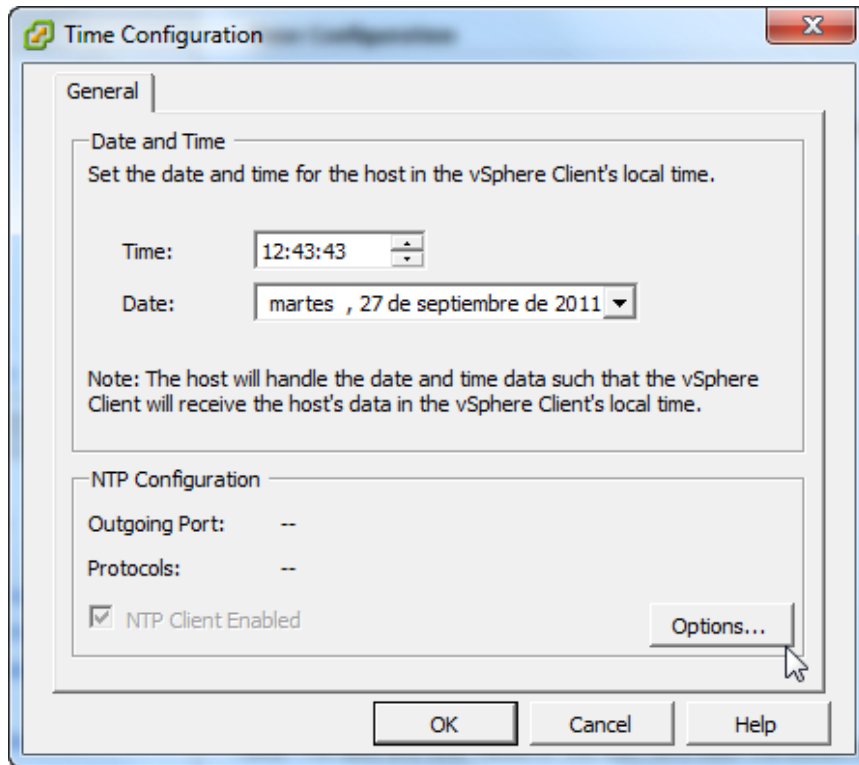 Time Configuration
General
Date and Time
Set the date and time for the host in the vSphere Client's local time.
Time: 12:43:43
Date: martes , 27 de septiembre de 2011
Note: The host will handle the date and time data such that the vSphere
Client will receive the host's data in the vSphere Client's local time.
NTP Configuration
Outgoing Port: --
Protocols: --
NTP Client Enabled
Options...
OK Cancel Help